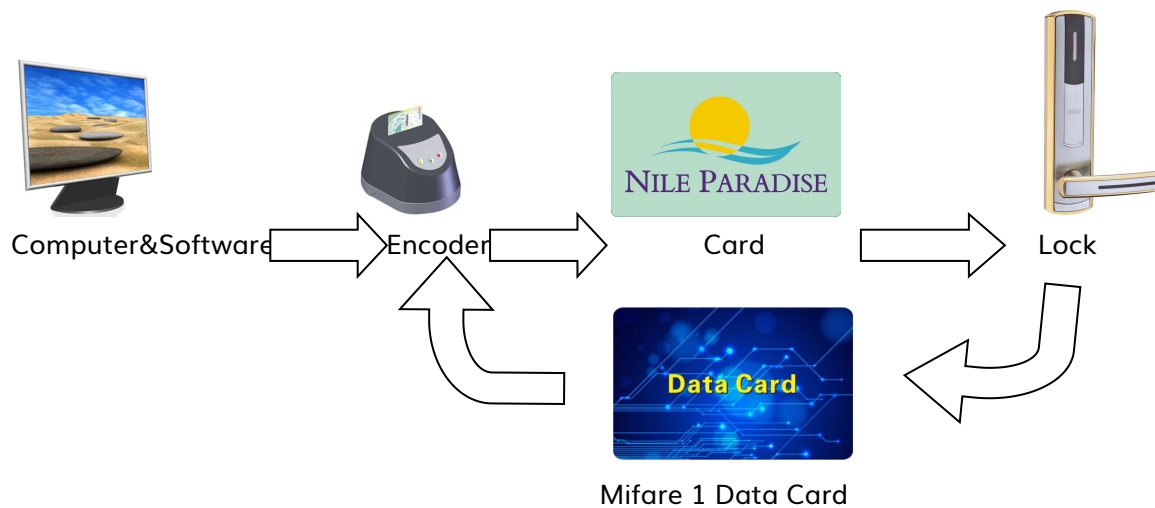 NILE PARADISE
Computer&Software
Encoder
Card
Lock
Data Card
Mifare 1 Data Card